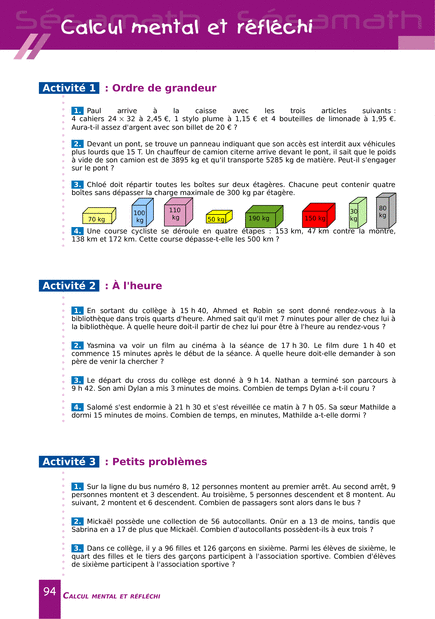 Sésamath Sésamath
Calcul mental et réfléchi
Activité 1 : Ordre de grandeur
1. Paul arrive à la caisse avec les trois articles suivants :
4 cahiers 24 × 32 à 2,45 €, 1 stylo plume à 1,15 € et 4 bouteilles de limonade à 1,95 €.
Aura-t-il assez d'argent avec son billet de 20 € ?
2. Devant un pont, se trouve un panneau indiquant que son accès est interdit aux véhicules
plus lourds que 15 T. Un chauffeur de camion citerne arrive devant le pont, il sait que le poids
à vide de son camion est de 3895 kg et qu'il transporte 5285 kg de matière. Peut-il s'engager
sur le pont ?
3. Chloé doit répartir toutes les boîtes sur deux étagères. Chacune peut contenir quatre
boîtes sans dépasser la charge maximale de 300 kg par étagère.
70 kg
100 kg
110 kg
50 kg
190 kg
150 kg
30 kg
80 kg
4. Une course cycliste se déroule en quatre étapes : 153 km, 47 km contre la montre,
138 km et 172 km. Cette course dépasse-t-elle les 500 km ?
Activité 2 : À l'heure
1. En sortant du collège à 15 h 40, Ahmed et Robin se sont donné rendez-vous à la
bibliothèque dans trois quarts d'heure. Ahmed sait qu'il met 7 minutes pour aller de chez lui à
la bibliothèque. À quelle heure doit-il partir de chez lui pour être à l'heure au rendez-vous ?
2. Yasmina va voir un film au cinéma à la séance de 17 h 30. Le film dure 1 h 40 et
commence 15 minutes après le début de la séance. À quelle heure doit-elle demander à son
père de venir la chercher ?
3. Le départ du cross du collège est donné à 9 h 14. Nathan a terminé son parcours à
9 h 42. Son ami Dylan a mis 3 minutes de moins. Combien de temps Dylan a-t-il couru ?
4. Salomé s'est endormie à 21 h 30 et s'est réveillée ce matin à 7 h 05. Sa sœur Mathilde a
dormi 15 minutes de moins. Combien de temps, en minutes, Mathilde a-t-elle dormi ?
Activité 3 : Petits problèmes
1. Sur la ligne du bus numéro 8, 12 personnes montent au premier arrêt. Au second arrêt, 9
personnes montent et 3 descendent. Au troisième, 5 personnes descendent et 8 montent. Au
suivant, 2 montent et 6 descendent. Combien de passagers sont alors dans le bus ?
2. Mickaël possède une collection de 56 autocollants. Onür en a 13 de moins, tandis que
Sabrina en a 17 de plus que Mickaël. Combien d'autocollants possèdent-ils à eux trois ?
3. Dans ce collège, il y a 96 filles et 126 garçons en sixième. Parmi les élèves de sixième, le
quart des filles et le tiers des garçons participent à l'association sportive. Combien d'élèves
de sixième participent à l'association sportive ?
94 CALCUL MENTAL ET RÉFLÉCHI